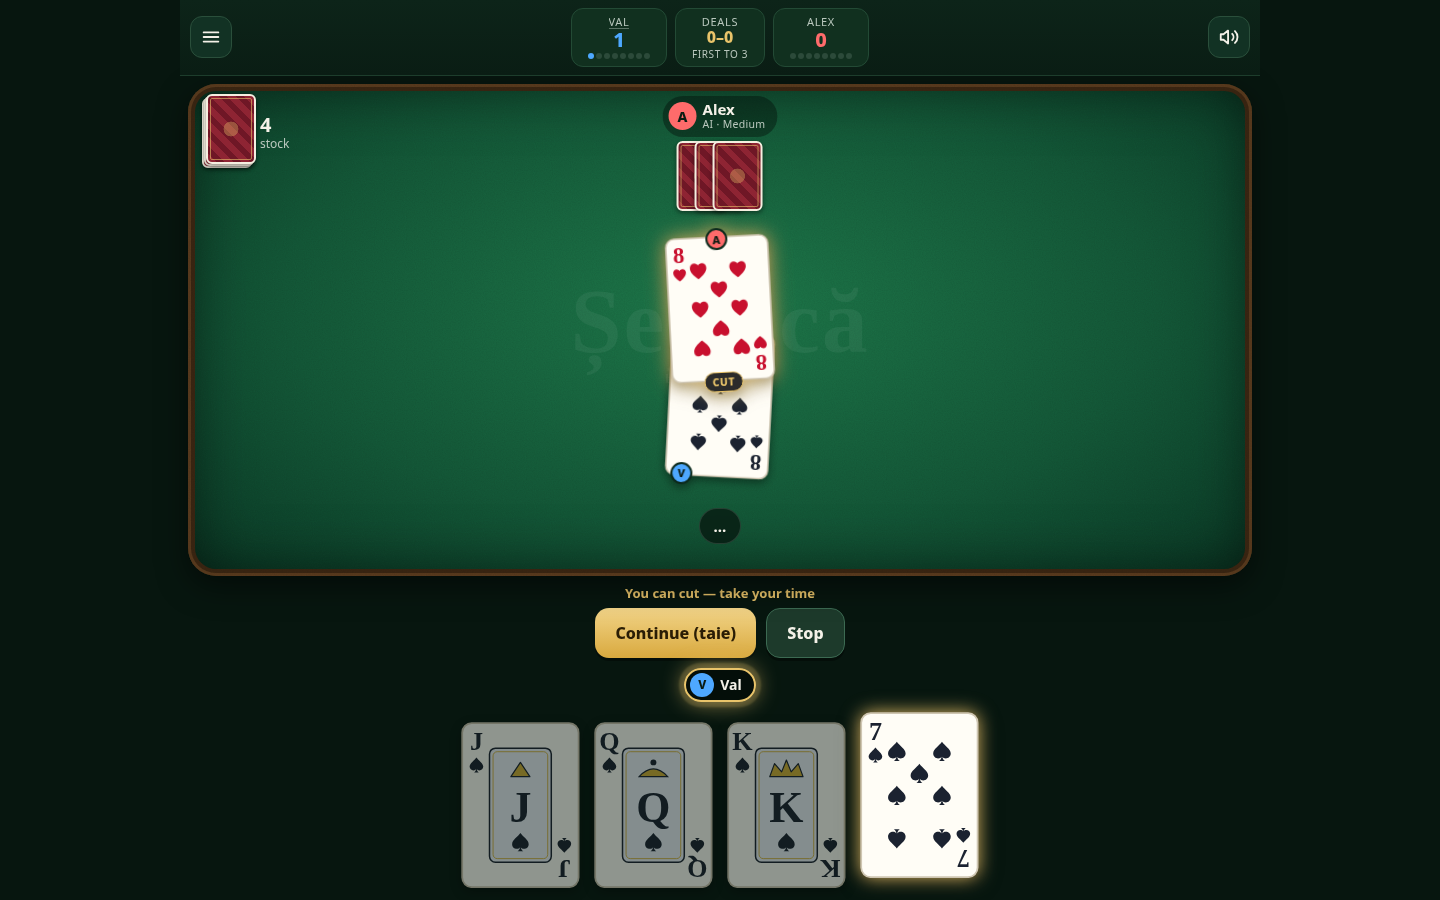 VAL
1
DEALS
0–0
FIRST TO 3
ALEX
0
4
stock
A
Alex
AI · Medium
A
8
8
CUT
8
V
...
You can cut — take your time
Continue (taie)
Stop
V
Val
J
J
J
Q
Q
Q
K
K
K
7
7